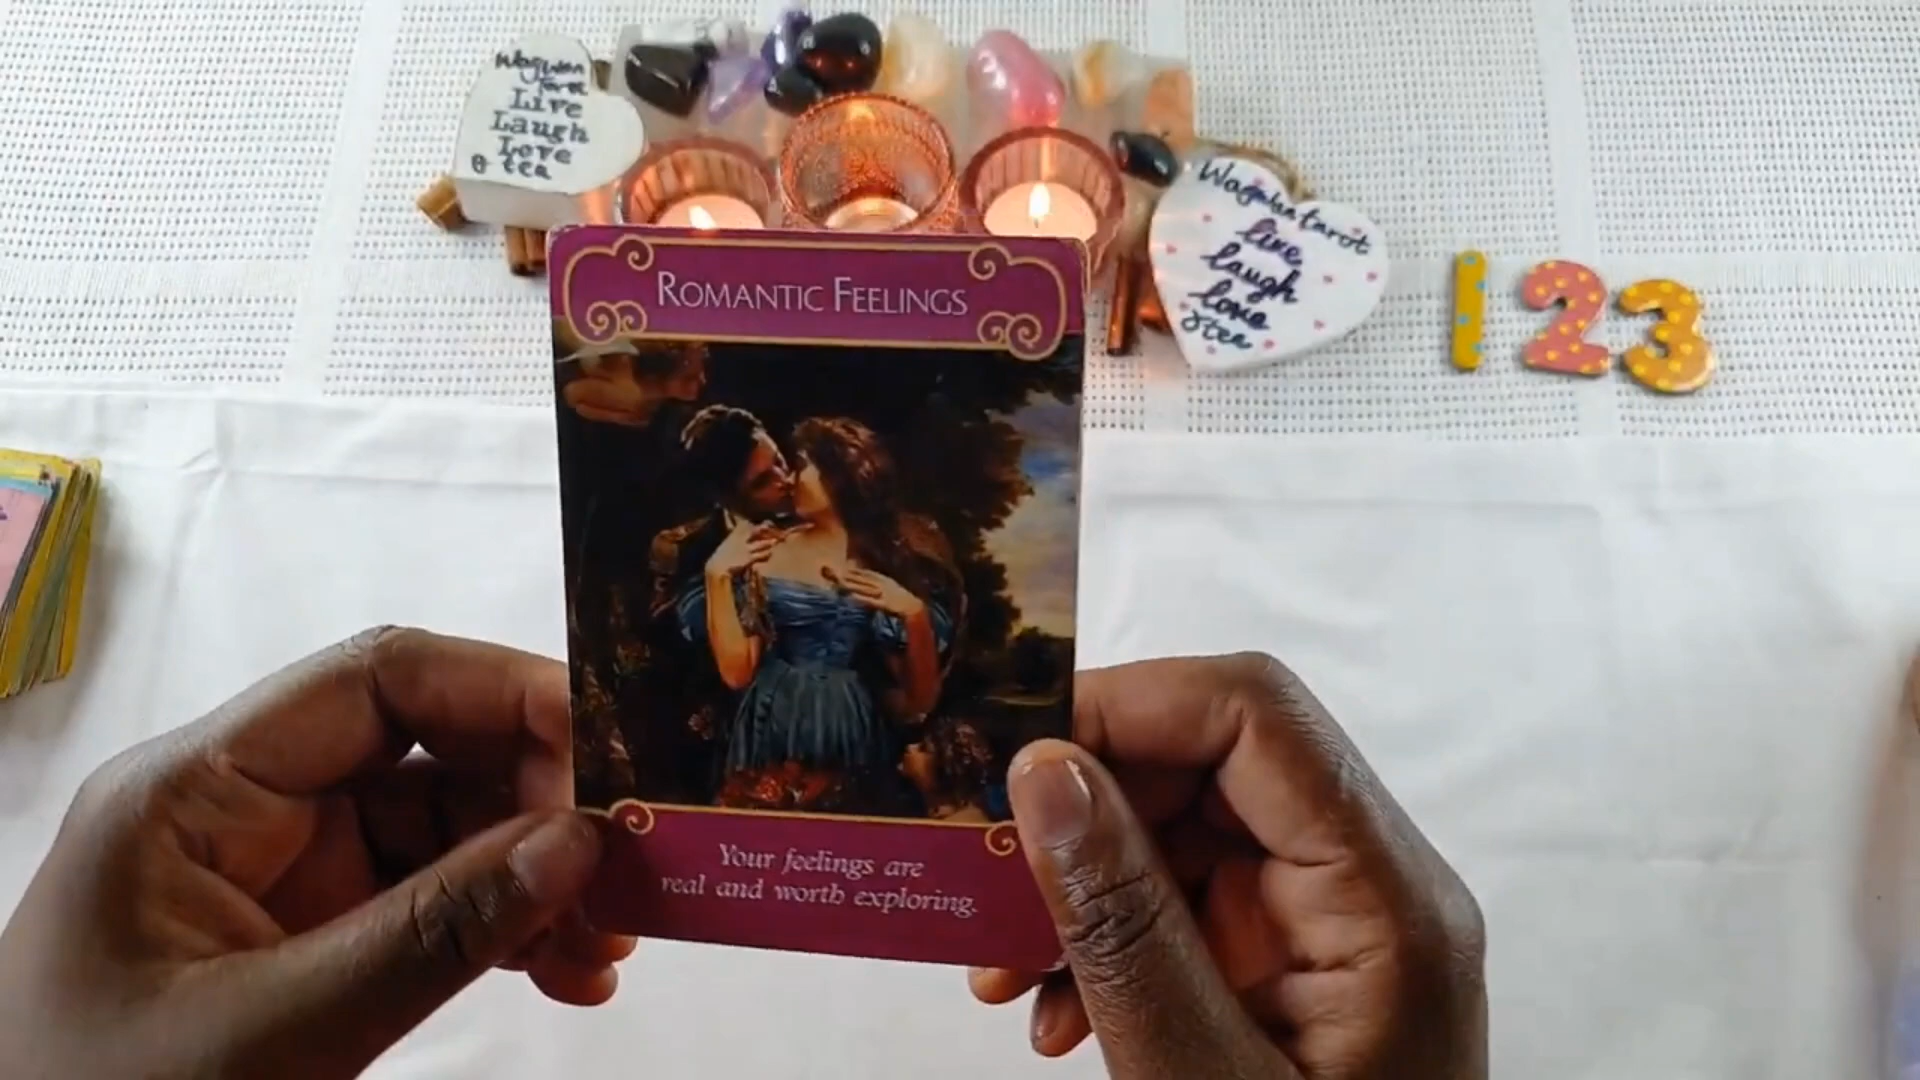 Live
Laugh
Love
& tea
Wagwantarot
live
laugh
love
& tea
1 2 3
ROMANTIC FEELINGS
Your feelings are
real and worth exploring.